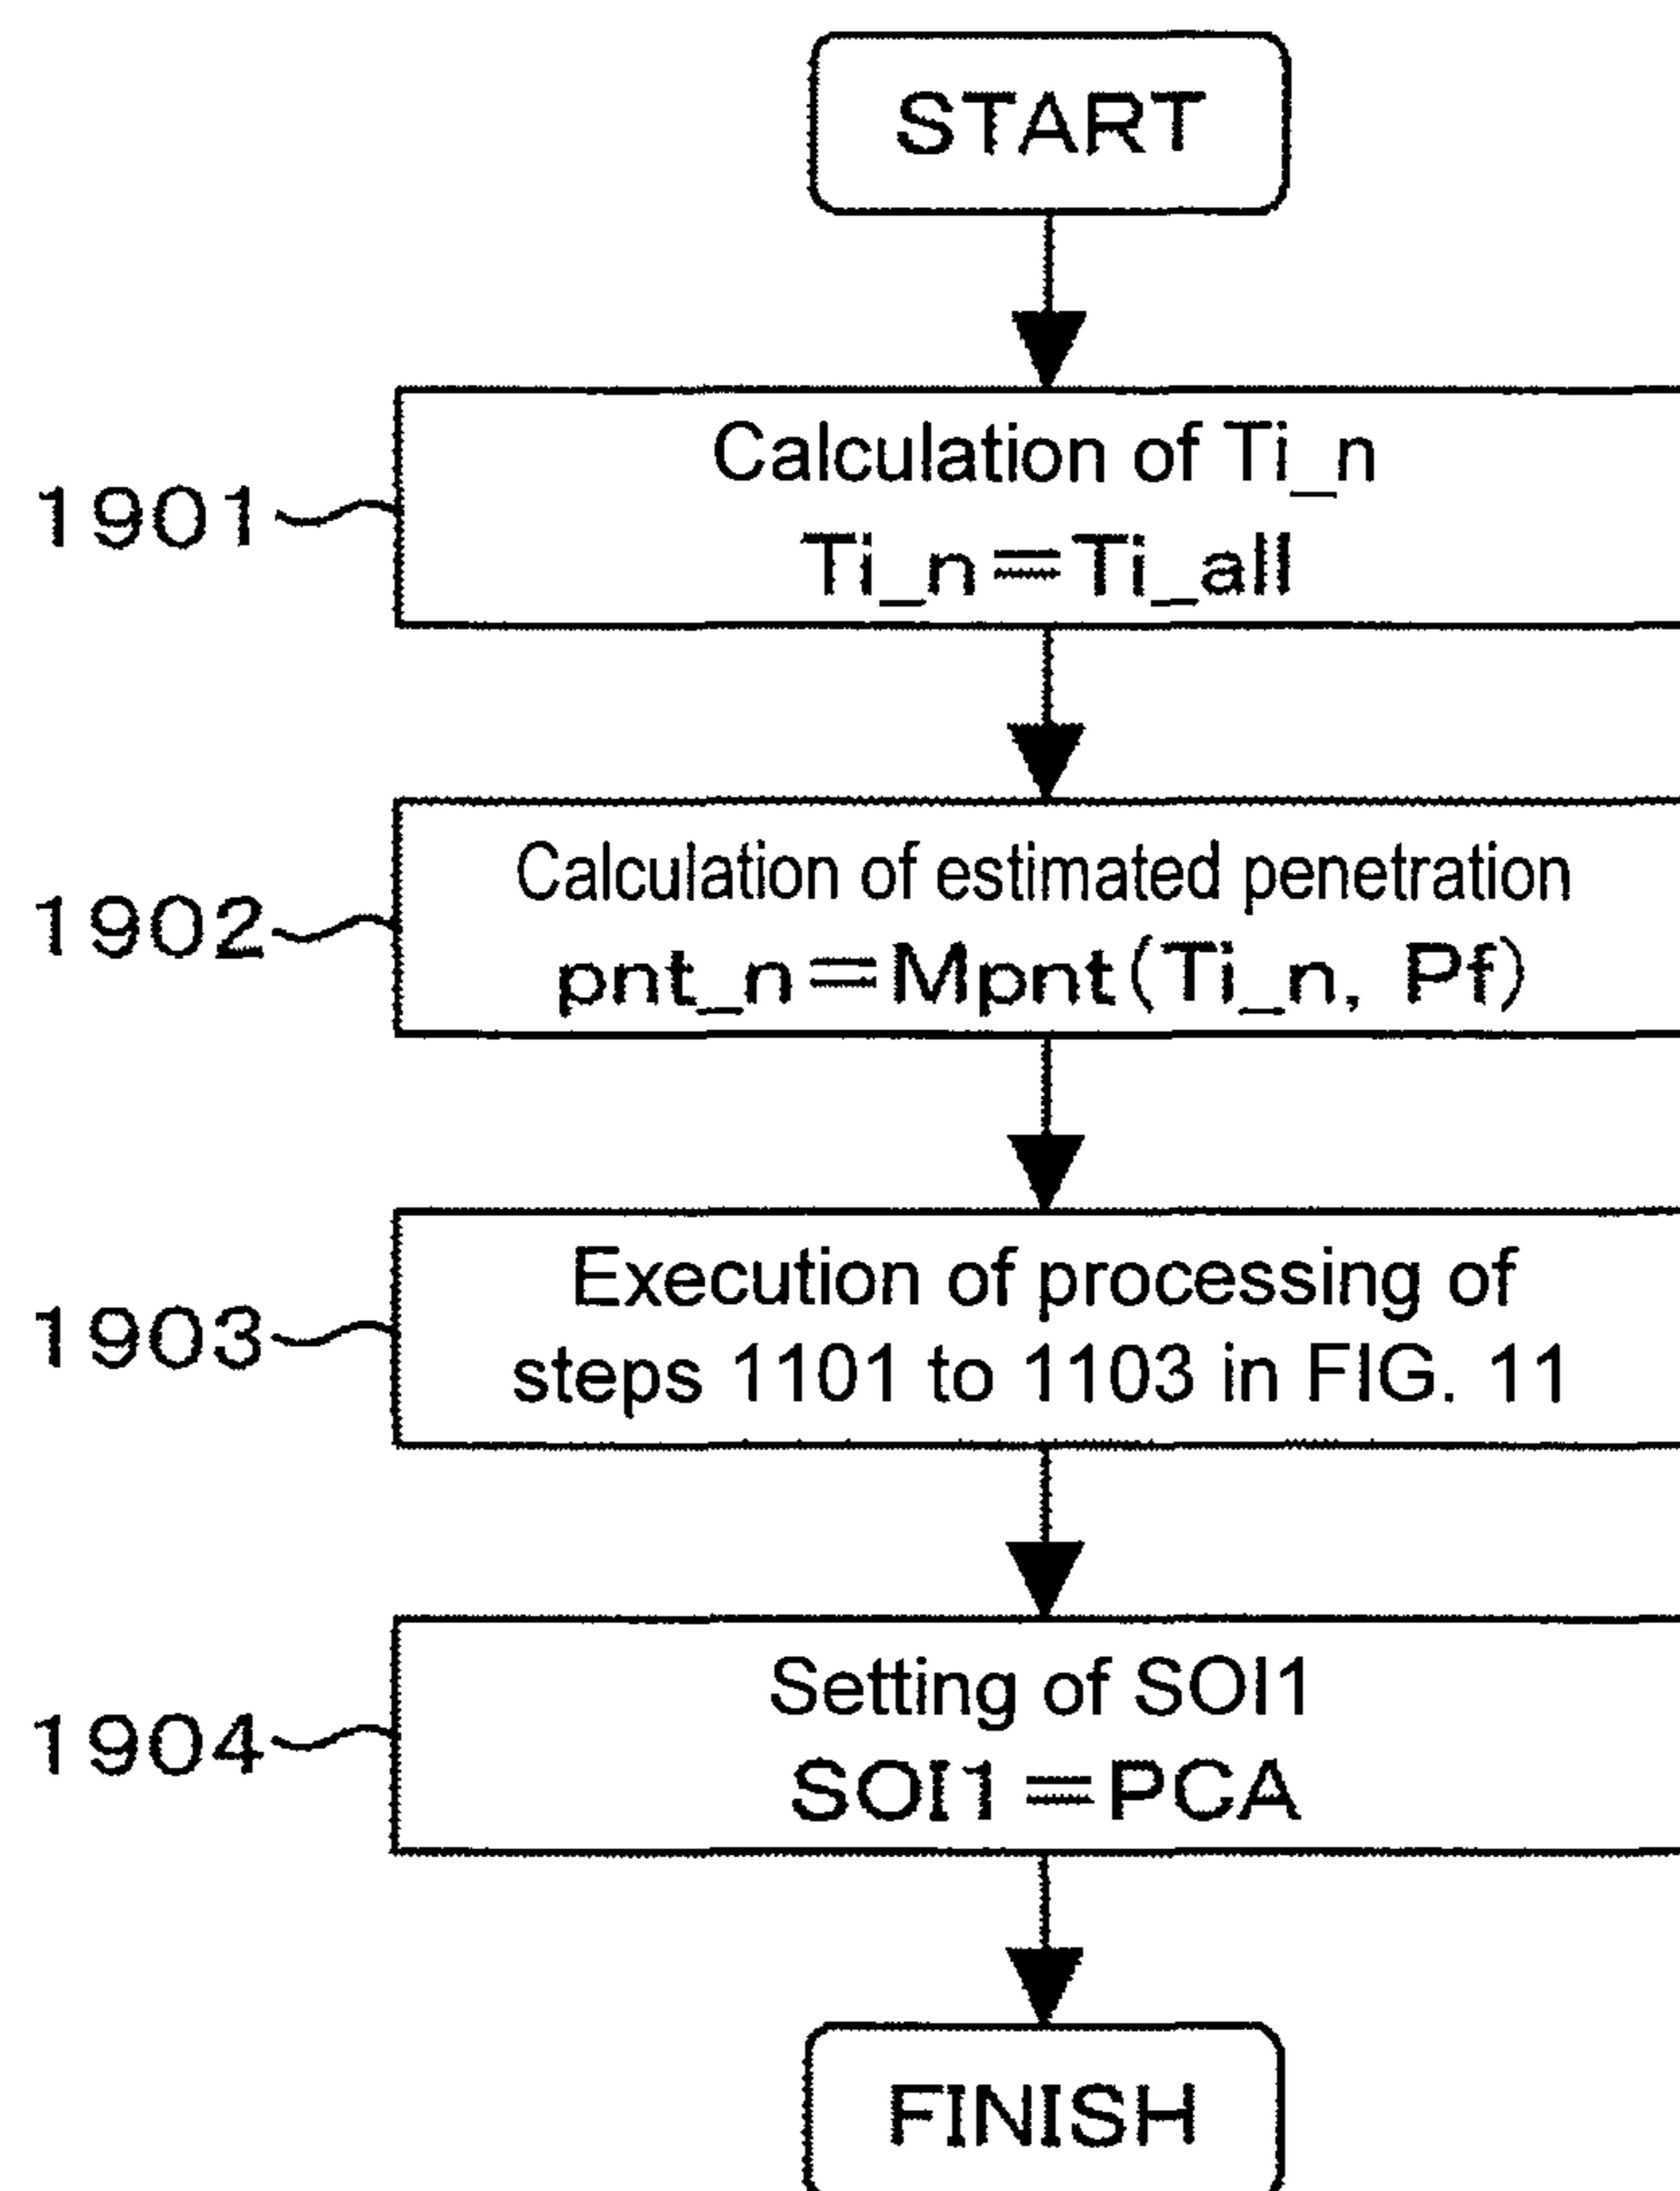 START
1901
Calculation of Ti_n
Ti_n=Ti_all
1902
Calculation of estimated penetration
pnt_n=Mpnt(Ti_n, Pf)
1903
Execution of processing of
steps 1101 to 1103 in FIG. 11
1904
Setting of SOI1
SOI1=PCA
FINISH